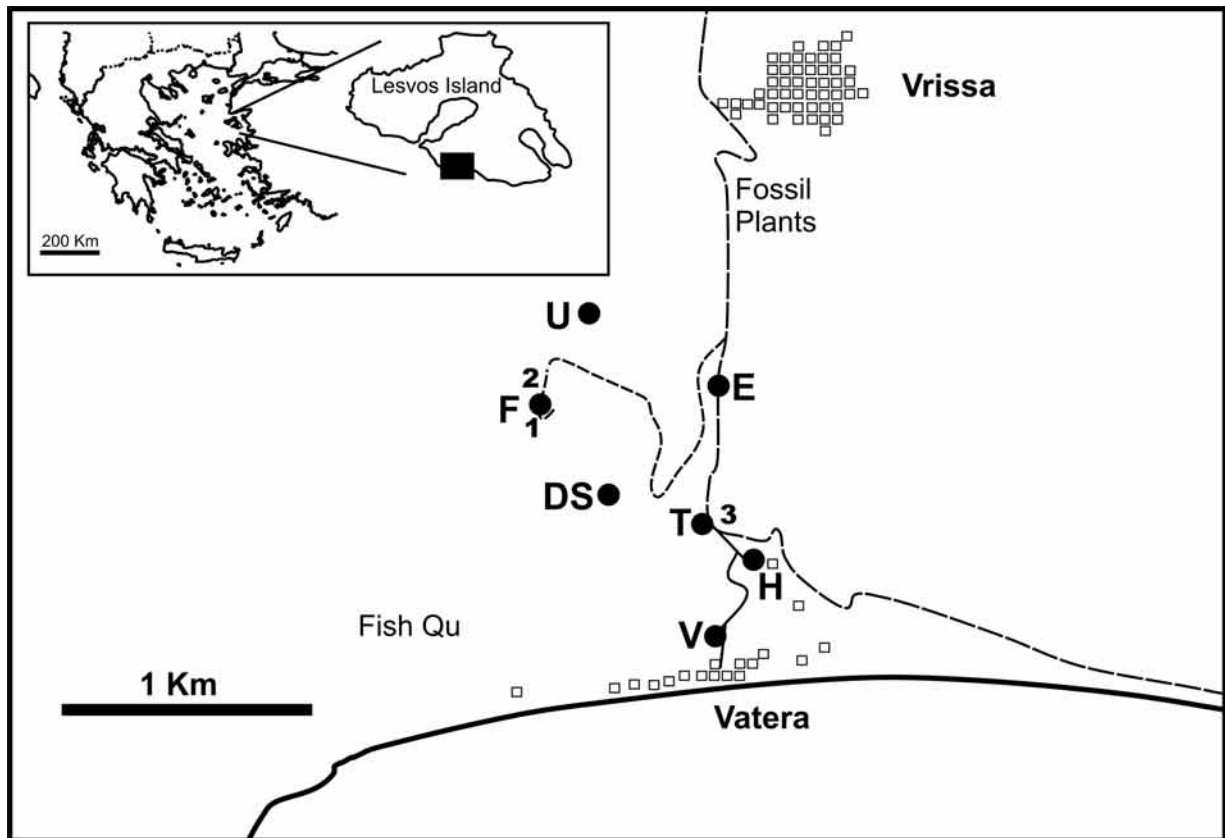 Lesvos Island
200 Km
Vrissa
Fossil
Plants
U
2
F
1
E
DS
T 3
H
Fish Qu
V
1 Km
Vatera